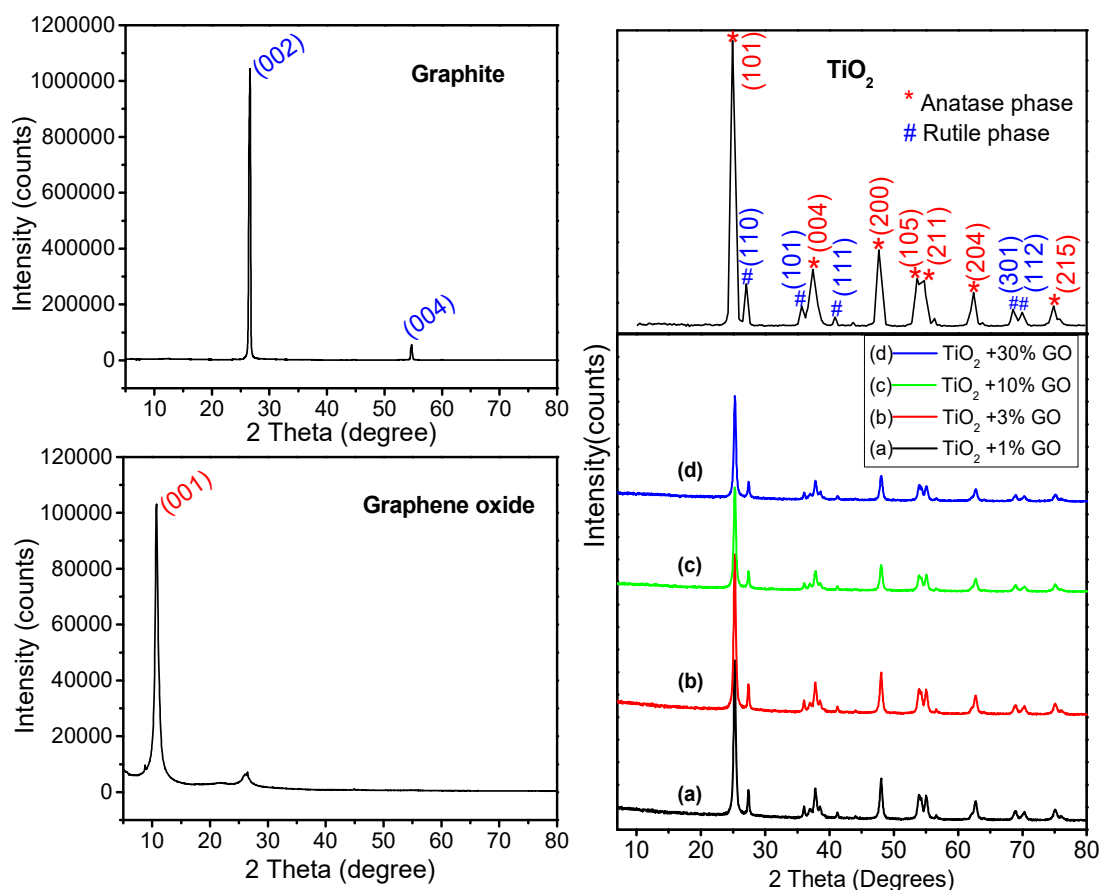 1200000
1000000
800000
600000
400000
200000
0
Intensity (counts)
(002)
Graphite
(004)
10 20 30 40 50 60 70 80
2 Theta (degree)
120000
100000
80000
60000
40000
20000
0
Intensity (counts)
(001)
Graphene oxide
10 20 30 40 50 60 70 80
2 Theta (degree)
TiO₂
* Anatase phase
# Rutile phase
*(101)
#(110)
#(101)
*(004)
#(111)
*(200)
*(105)
*(211)
*(204)
#(301)
#(112)
*(215)
Intensity(counts)
(d) TiO₂ +30% GO
(c) TiO₂ +10% GO
(b) TiO₂ +3% GO
(a) TiO₂ +1% GO
(d)
(c)
(b)
(a)
10 20 30 40 50 60 70 80
2 Theta (Degrees)